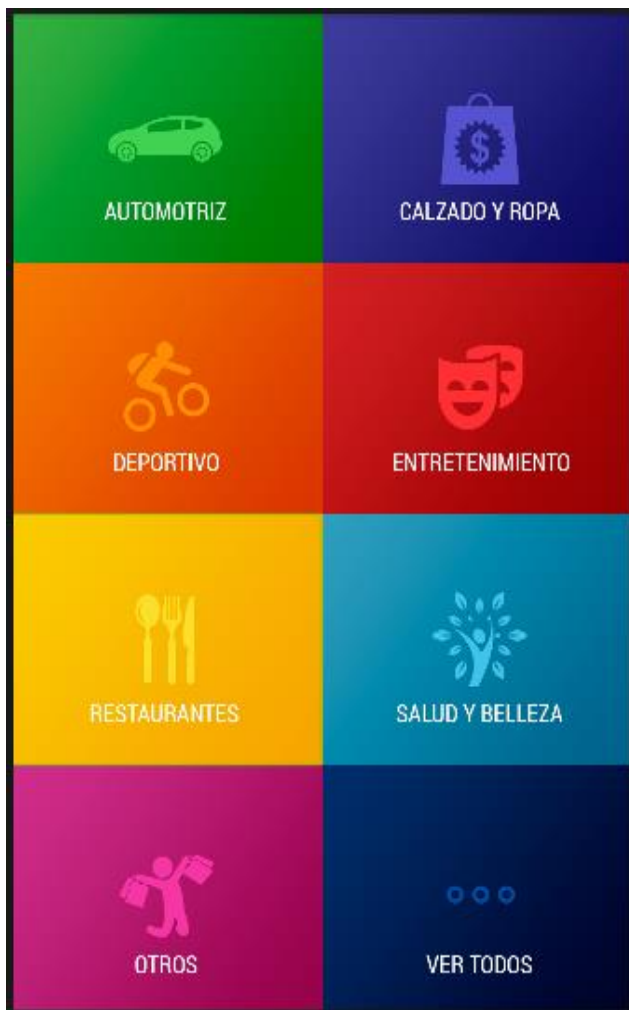 AUTOMOTRIZ
CALZADO Y ROPA
DEPORTIVO
ENTRETENIMIENTO
RESTAURANTES
SALUD Y BELLEZA
OTROS
VER TODOS